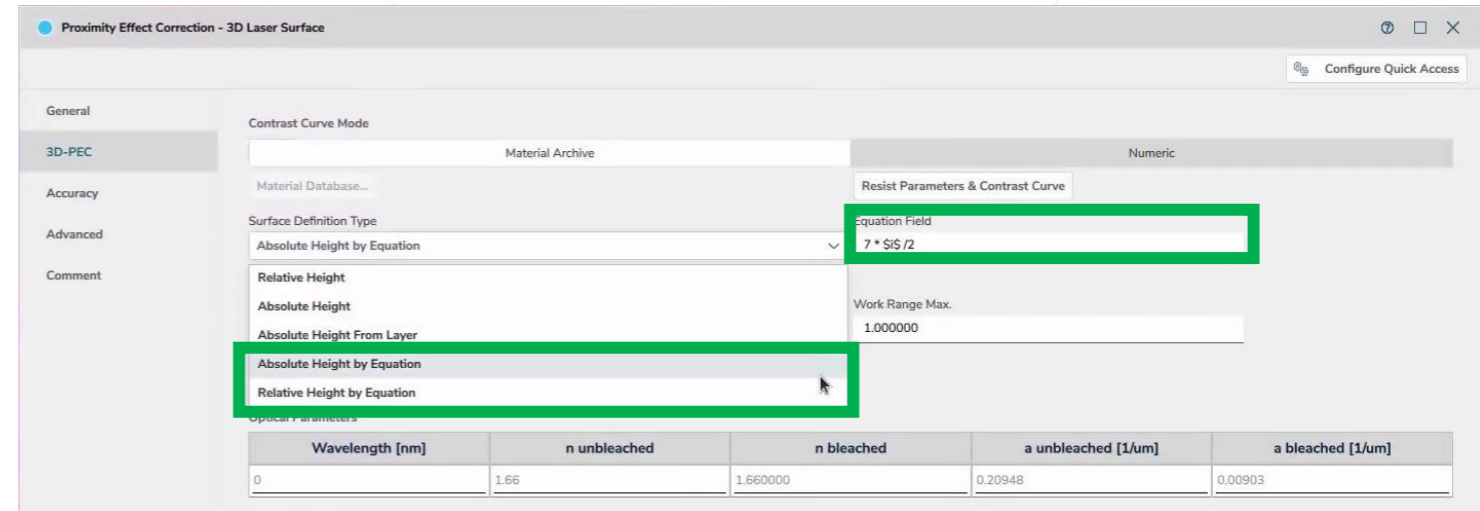 Proximity Effect Correction - 3D Laser Surface
Configure Quick Access
General
3D-PEC
Accuracy
Advanced
Comment
Contrast Curve Mode
Material Archive Numeric
Material Database... Resist Parameters & Contrast Curve
Surface Definition Type Equation Field
Absolute Height by Equation 7 * $i$ /2
Relative Height
Absolute Height Work Range Max.
Absolute Height From Layer 1.000000
Absolute Height by Equation
Relative Height by Equation
Optical Parameters
Wavelength [nm] n unbleached n bleached a unbleached [1/um] a bleached [1/um]
0 1.66 1.660000 0.20948 0.00903